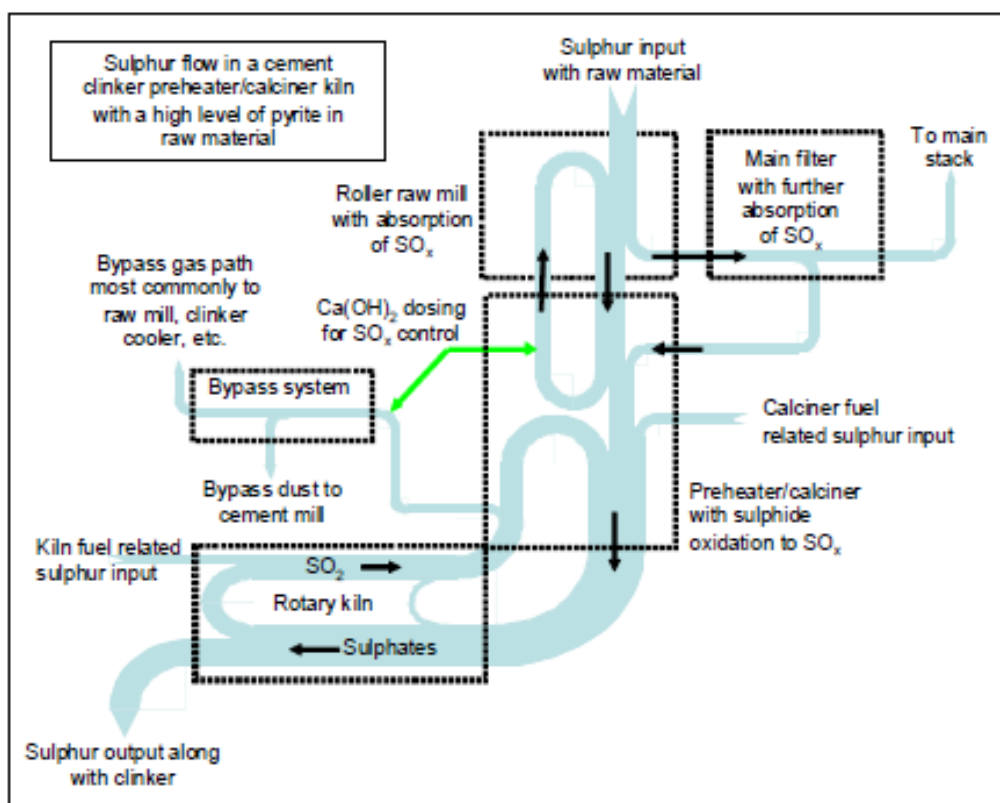 Sulphur flow in a cement
clinker preheater/calciner kiln
with a high level of pyrite in
raw material
Sulphur input
with raw material
To main
stack
Main filter
with further
absorption
of SOₓ
Roller raw mill
with absorption
of SOₓ
Bypass gas path
most commonly to
raw mill, clinker
cooler, etc.
Ca(OH)₂ dosing
for SOₓ control
Bypass system
Calciner fuel
related sulphur input
Bypass dust to
cement mill
Preheater/calciner
with sulphide
oxidation to SOₓ
Kiln fuel related
sulphur input
SO₂
Rotary kiln
Sulphates
Sulphur output along
with clinker